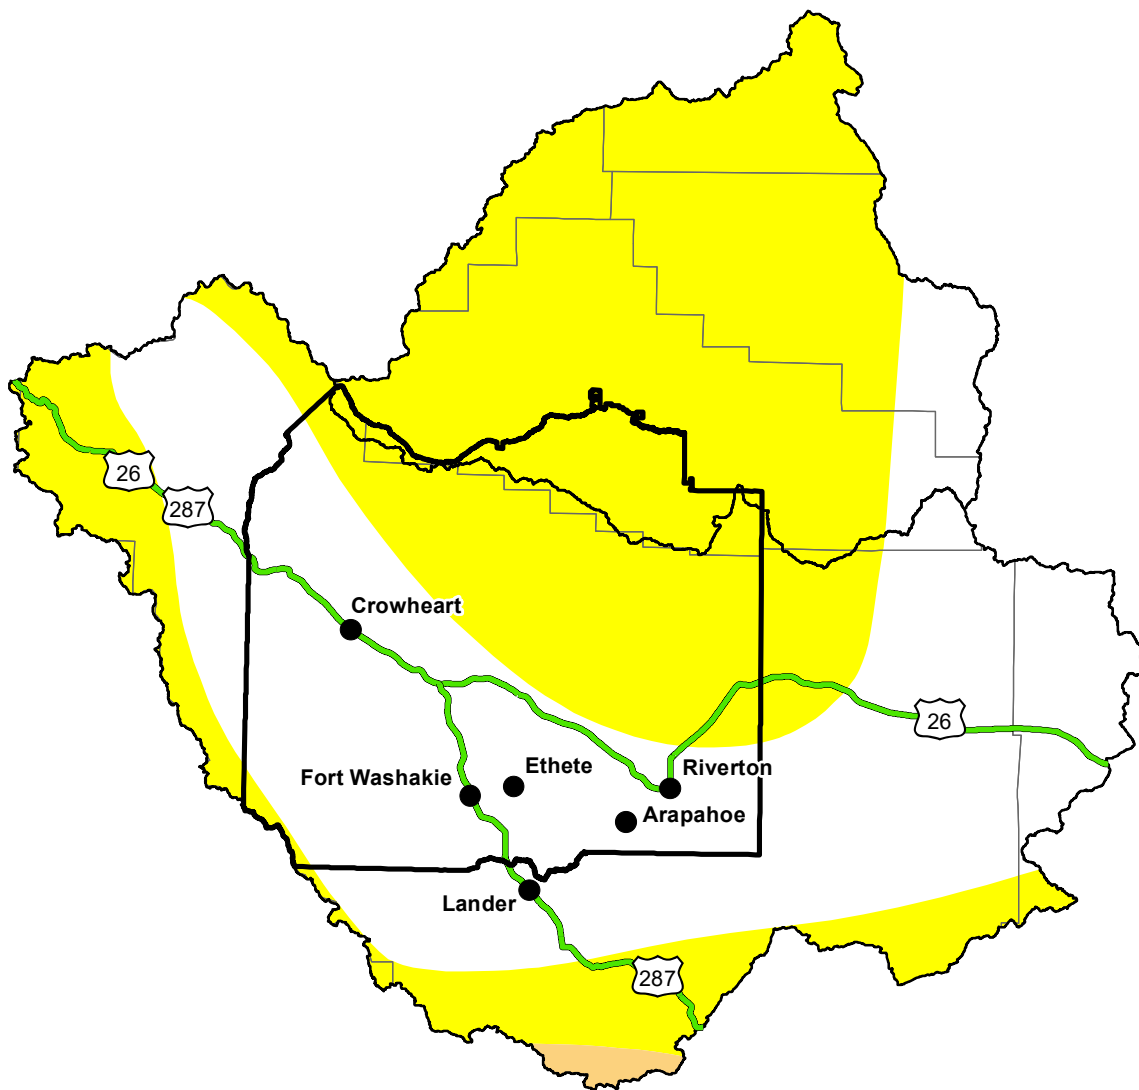 26
287
Crowheart
26
Ethete
Riverton
Fort Washakie
Arapahoe
Lander
287